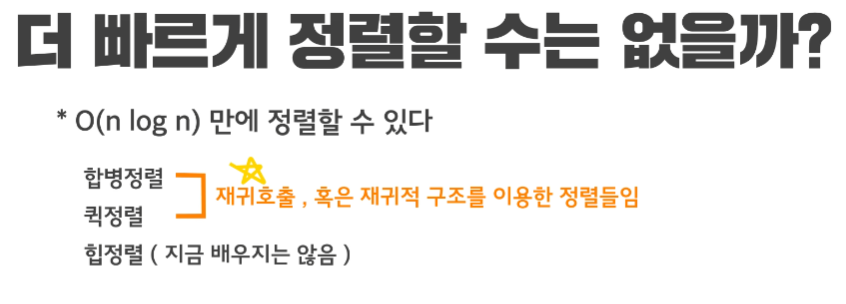 더 빠르게 정렬할 수는 없을까?
* O(n log n) 만에 정렬할 수 있다
합병정렬
재귀호출 , 혹은 재귀적 구조를 이용한 정렬들임
퀵정렬
힙정렬 ( 지금 배우지는 않음 )